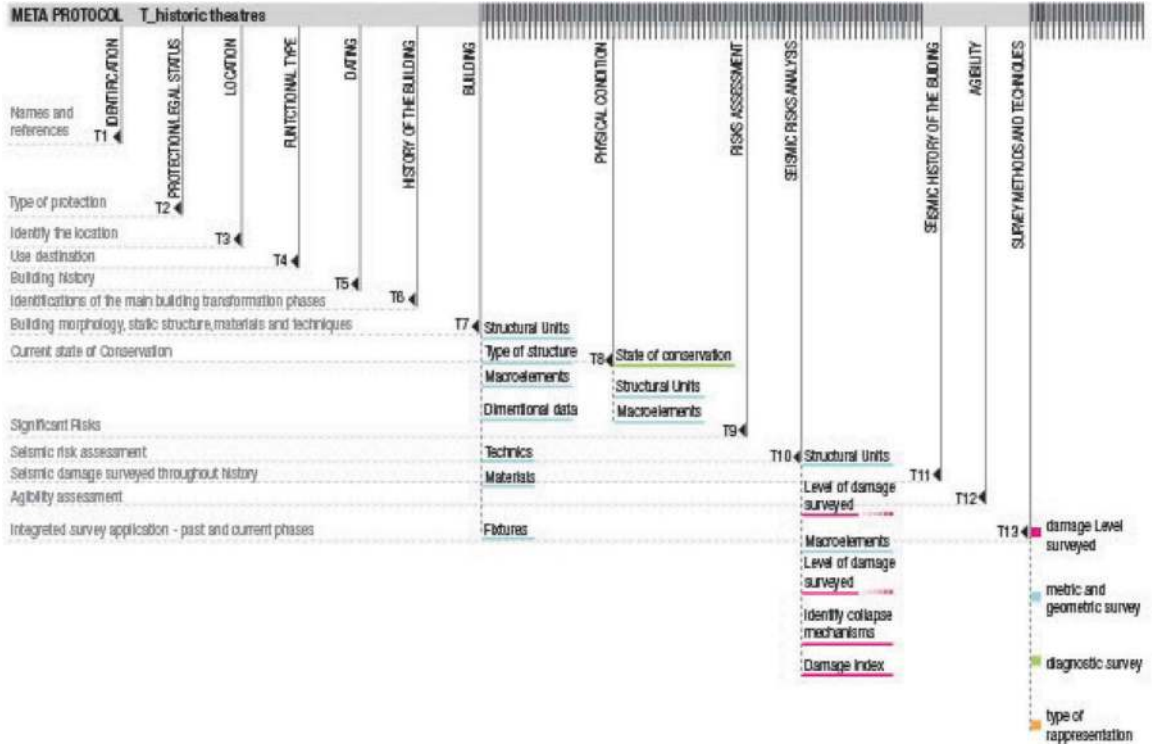 META PROTOCOL T_historic theatres
IDENTIFICATION
PROTECTION/LEGAL STATUS
LOCATION
FUNTCTIONAL TYPE
DATING
HISTORY OF THE BUILDING
BUILDING
PHYSICAL CONDITION
RISKS ASSESSMENT
SEISMIC RISKS ANALYSIS
SEISMIC HISTORY OF THE BUIDING
AGIBILITY
SURVEY METHODS AND TECHNIQUES
Names and
references
T1
Type of protection
T2
Identify the location
T3
Use destination
T4
Building history
T5
Identifications of the main building transformation phases
T6
Building morphology, static structure, materials and techniques
T7
Structural Units
Current state of Conservation
Type of structure
T8
State of conservation
Macroelements
Structural Units
Dimentional data
Macroelements
Significant Risks
T9
Seismic risk assessment
Technics
T10
Structural Units
Seismic damage surveyed throughout history
Materials
T11
Agibility assessment
Level of damage
surveyed
T12
Integreted survey application - past and current phases
Fixtures
T13
damage Level
surveyed
Macroelements
Level of damage
surveyed
metric and
geometric survey
Identify collapse
mechanisms
Damage Index
diagnostic survey
type of
rappresentation